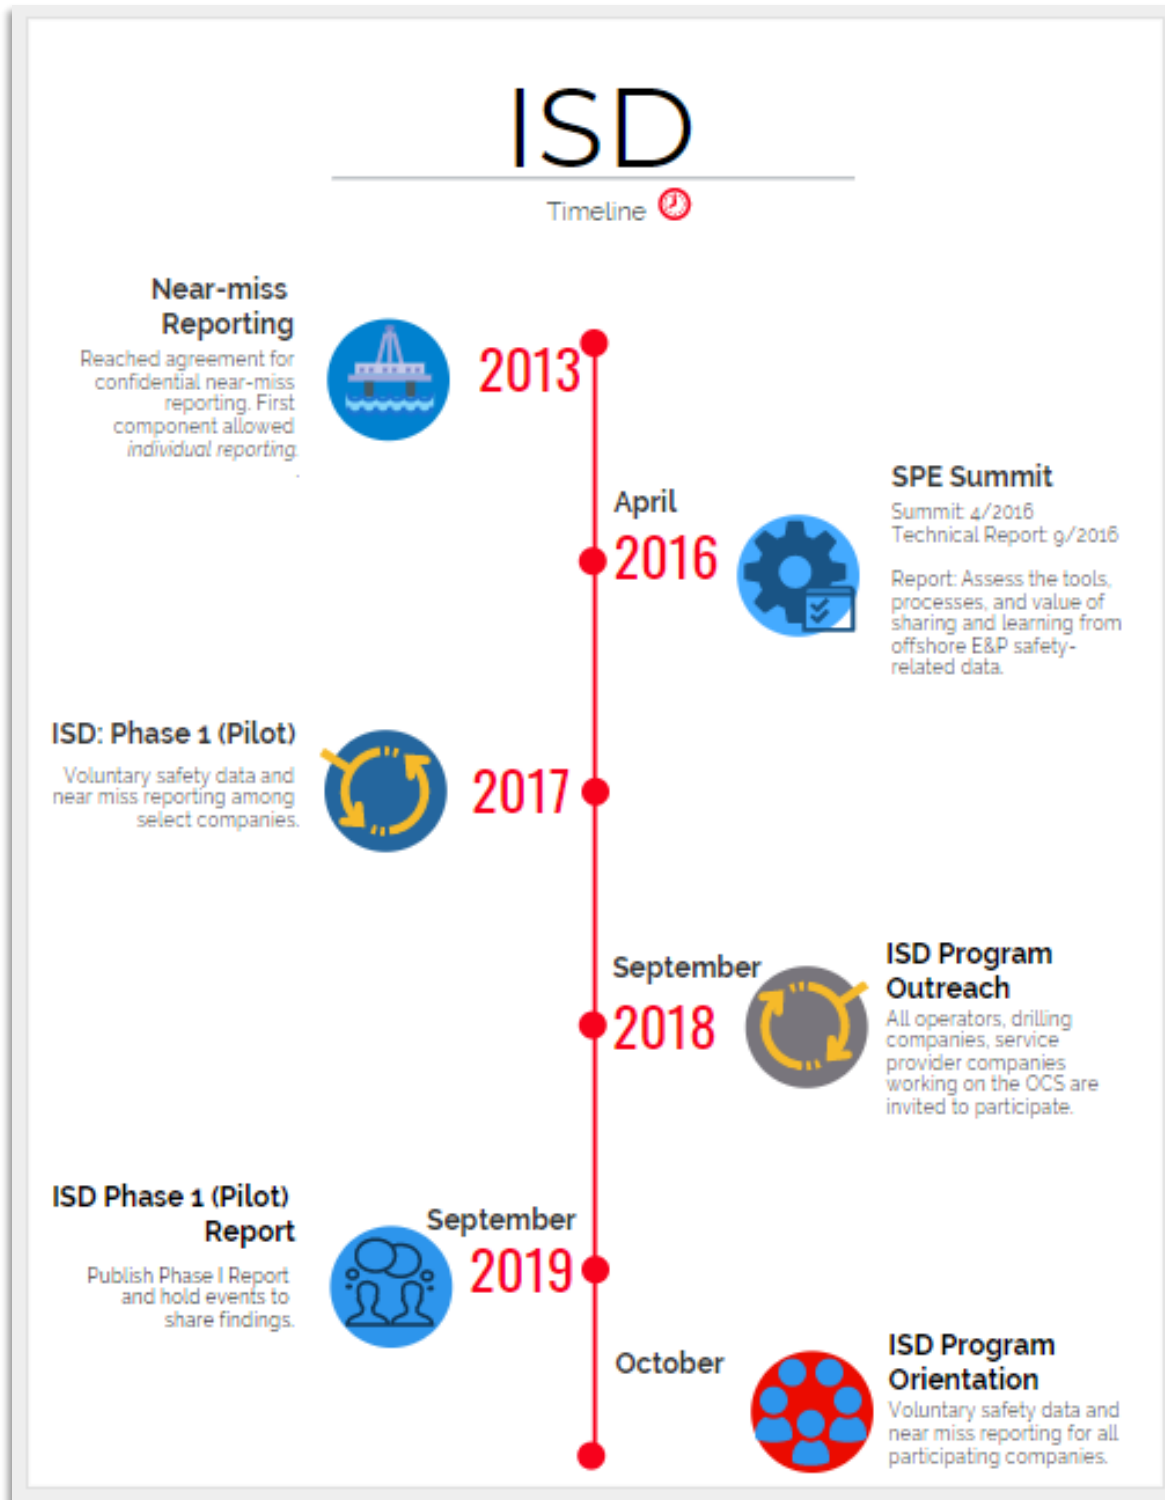 ISD
Timeline
Near-miss
Reporting
Reached agreement for
confidential near-miss
reporting. First
component allowed
individual reporting.
.
2013
April
2016
SPE Summit
Summit: 4/2016
Technical Report: 9/2016
Report: Assess the tools,
processes, and value of
sharing and learning from
offshore E&P safety-
related data.
ISD: Phase 1 (Pilot)
Voluntary safety data and
near miss reporting among
select companies.
2017
September
2018
ISD Program
Outreach
All operators, drilling
companies, service
provider companies
working on the OCS are
invited to participate.
ISD Phase 1 (Pilot)
Report
Publish Phase I Report
and hold events to
share findings.
September
2019
October
ISD Program
Orientation
Voluntary safety data and
near miss reporting for all
participating companies.